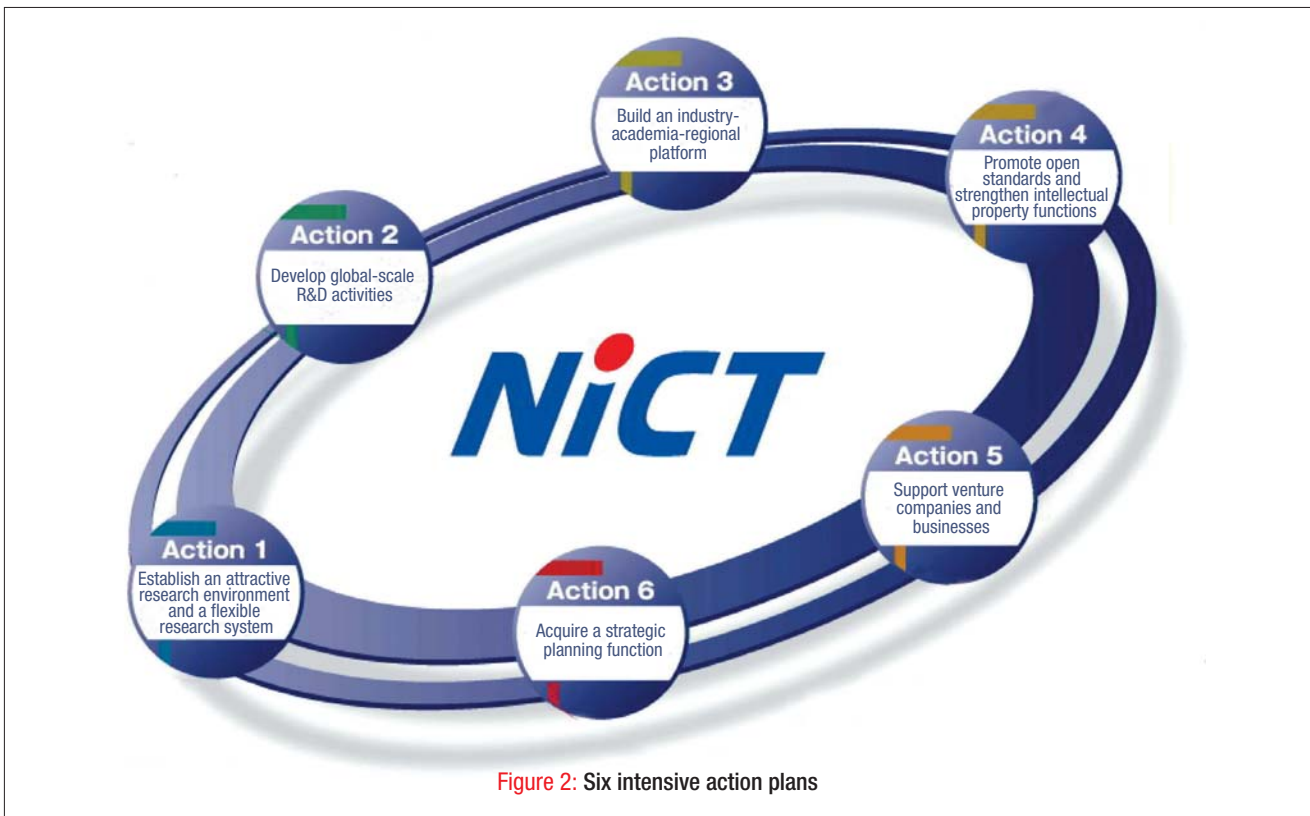 Action 3
Build an industry-
academia-regional
platform
Action 4
Promote open
standards and
strengthen intellectual
property functions
Action 2
Develop global-scale
R&D activities
NiCT
Action 5
Support venture
companies and
businesses
Action 1
Establish an attractive
research environment
and a flexible
research system
Action 6
Acquire a strategic
planning function
Figure 2: Six intensive action plans